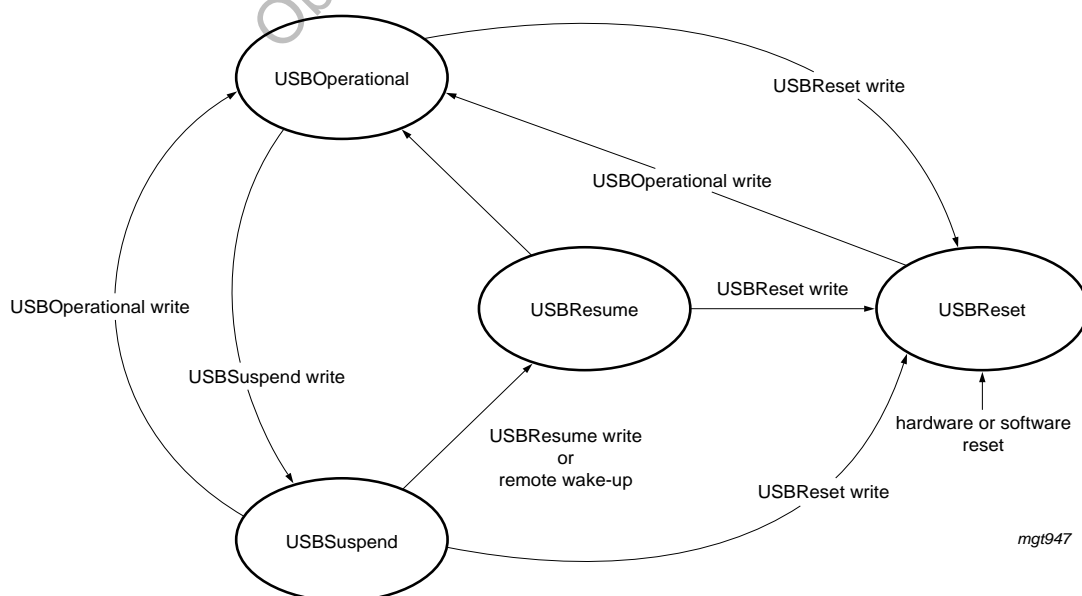 USBOperational
USBReset write
USBOperational write
USBOperational write
USBResume
USBReset write
USBReset
USBSuspend write
USBResume write
or
remote wake-up
hardware or software
reset
USBReset write
USBSuspend
mgt947